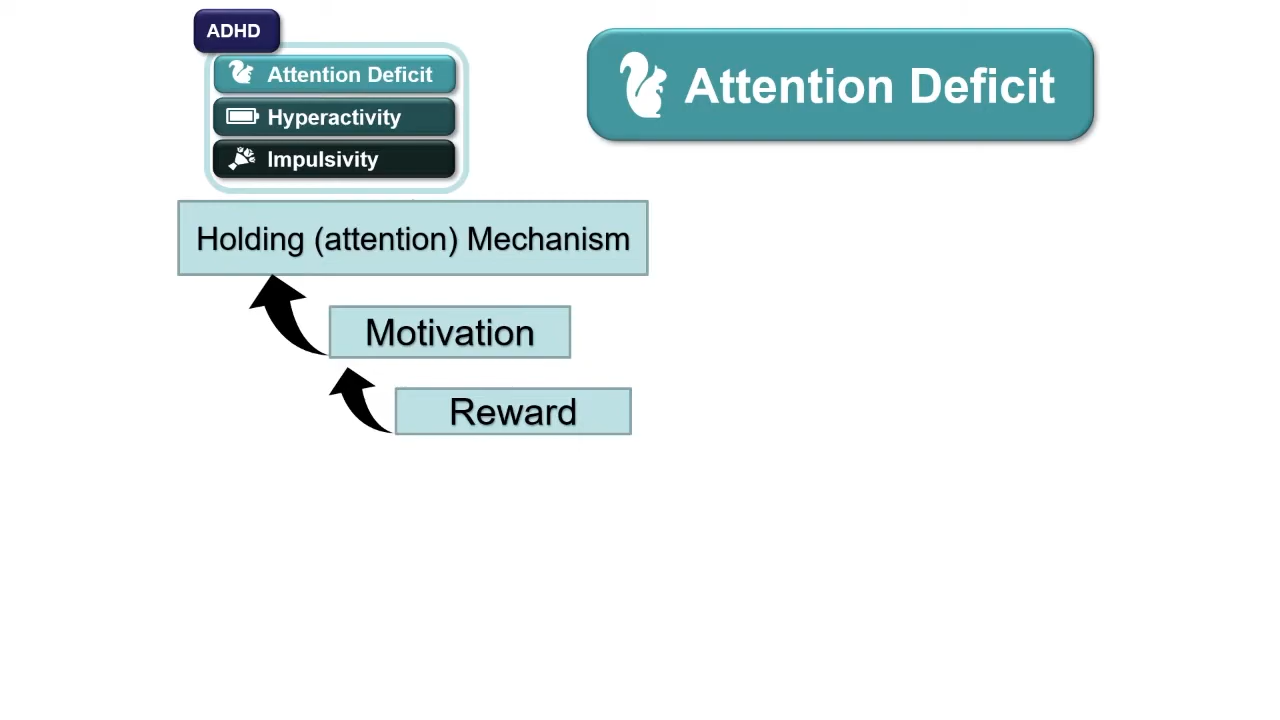 ADHD
Attention Deficit
Hyperactivity
Impulsivity
Attention Deficit
Holding (attention) Mechanism
Motivation
Reward